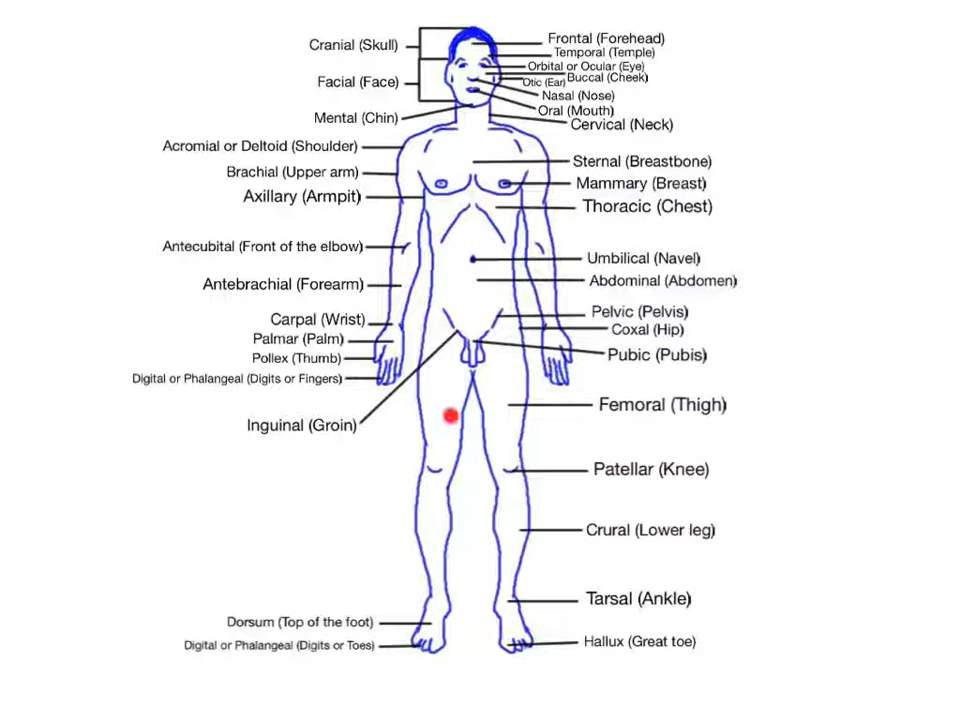 Cranial (Skull)
Facial (Face)
Mental (Chin)
Acromial or Deltoid (Shoulder)
Brachial (Upper arm)
Axillary (Armpit)
Antecubital (Front of the elbow)
Antebrachial (Forearm)
Carpal (Wrist)
Palmar (Palm)
Pollex (Thumb)
Digital or Phalangeal (Digits or Fingers)
Inguinal (Groin)
Dorsum (Top of the foot)
Digital or Phalangeal (Digits or Toes)
Frontal (Forehead)
Temporal (Temple)
Orbital or Ocular (Eye)
Buccal (Cheek)
Otic (Ear)
Nasal (Nose)
Oral (Mouth)
Cervical (Neck)
Sternal (Breastbone)
Mammary (Breast)
Thoracic (Chest)
Umbilical (Navel)
Abdominal (Abdomen)
Pelvic (Pelvis)
Coxal (Hip)
Pubic (Pubis)
Femoral (Thigh)
Patellar (Knee)
Crural (Lower leg)
Tarsal (Ankle)
Hallux (Great toe)